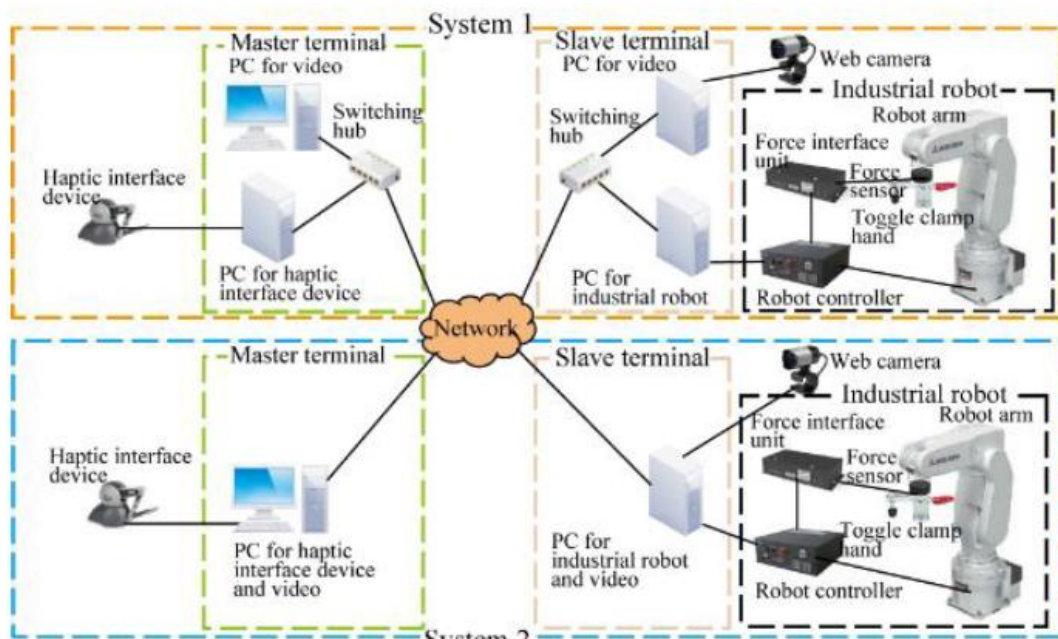 System 1
Master terminal
PC for video
Switching
hub
Haptic interface
device
PC for haptic
interface device
Slave terminal
PC for video
Switching
hub
PC for
industrial robot
Web camera
Industrial robot
Robot arm
Force interface
unit
Force
sensor
Toggle clamp
hand
Robot controller
Network
Master terminal
Haptic interface
device
PC for haptic
interface device
and video
Slave terminal
PC for
industrial robot
and video
Web camera
Industrial robot
Robot arm
Force interface
unit
Force
sensor
Toggle clamp
hand
Robot controller
System 2